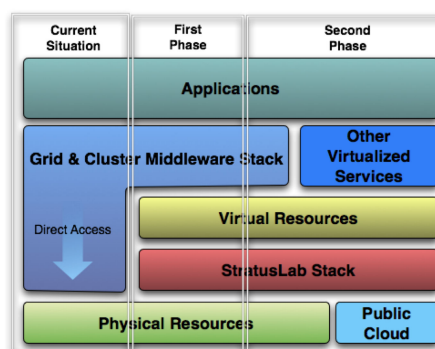 Current
Situation
First
Phase
Second
Phase
Applications
Grid & Cluster Middleware Stack
Other
Virtualized
Services
Direct Access
Virtual Resources
StratusLab Stack
Physical Resources
Public
Cloud